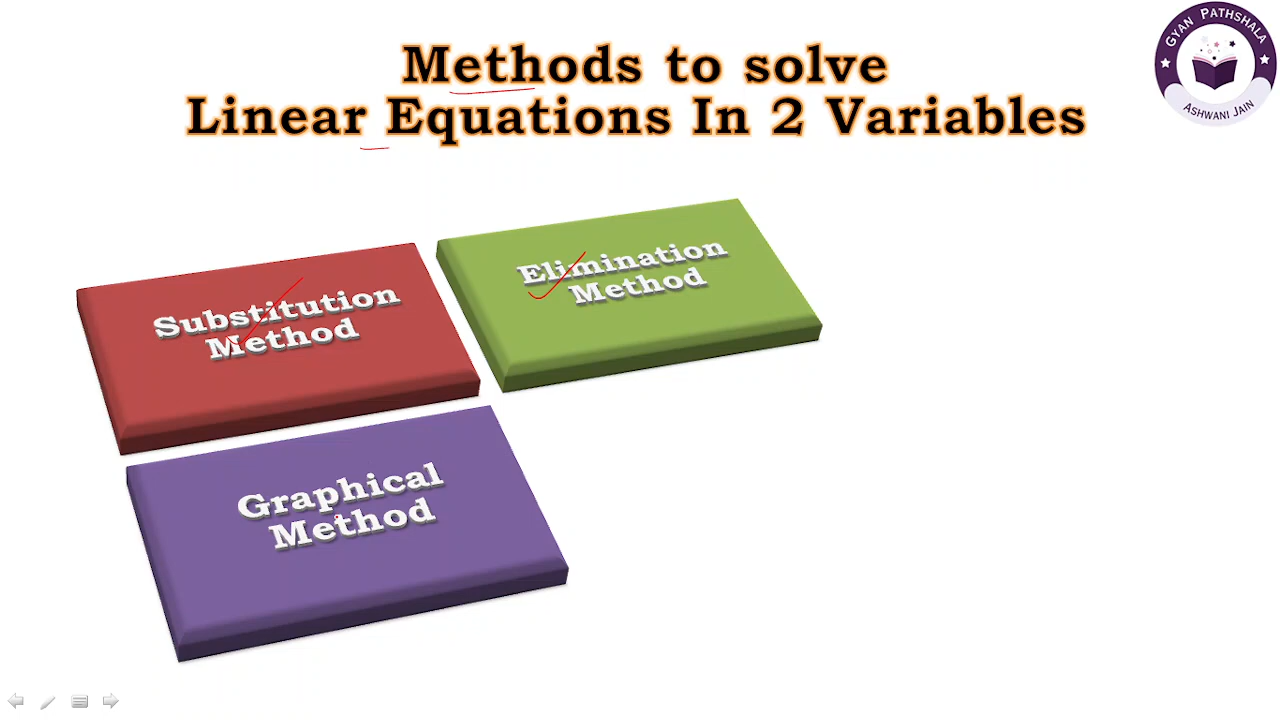 Methods to solve
Linear Equations In 2 Variables
GYAN PATHSHALA
ASHWANI JAIN
Substitution
Method
Elimination
Method
Graphical
Method